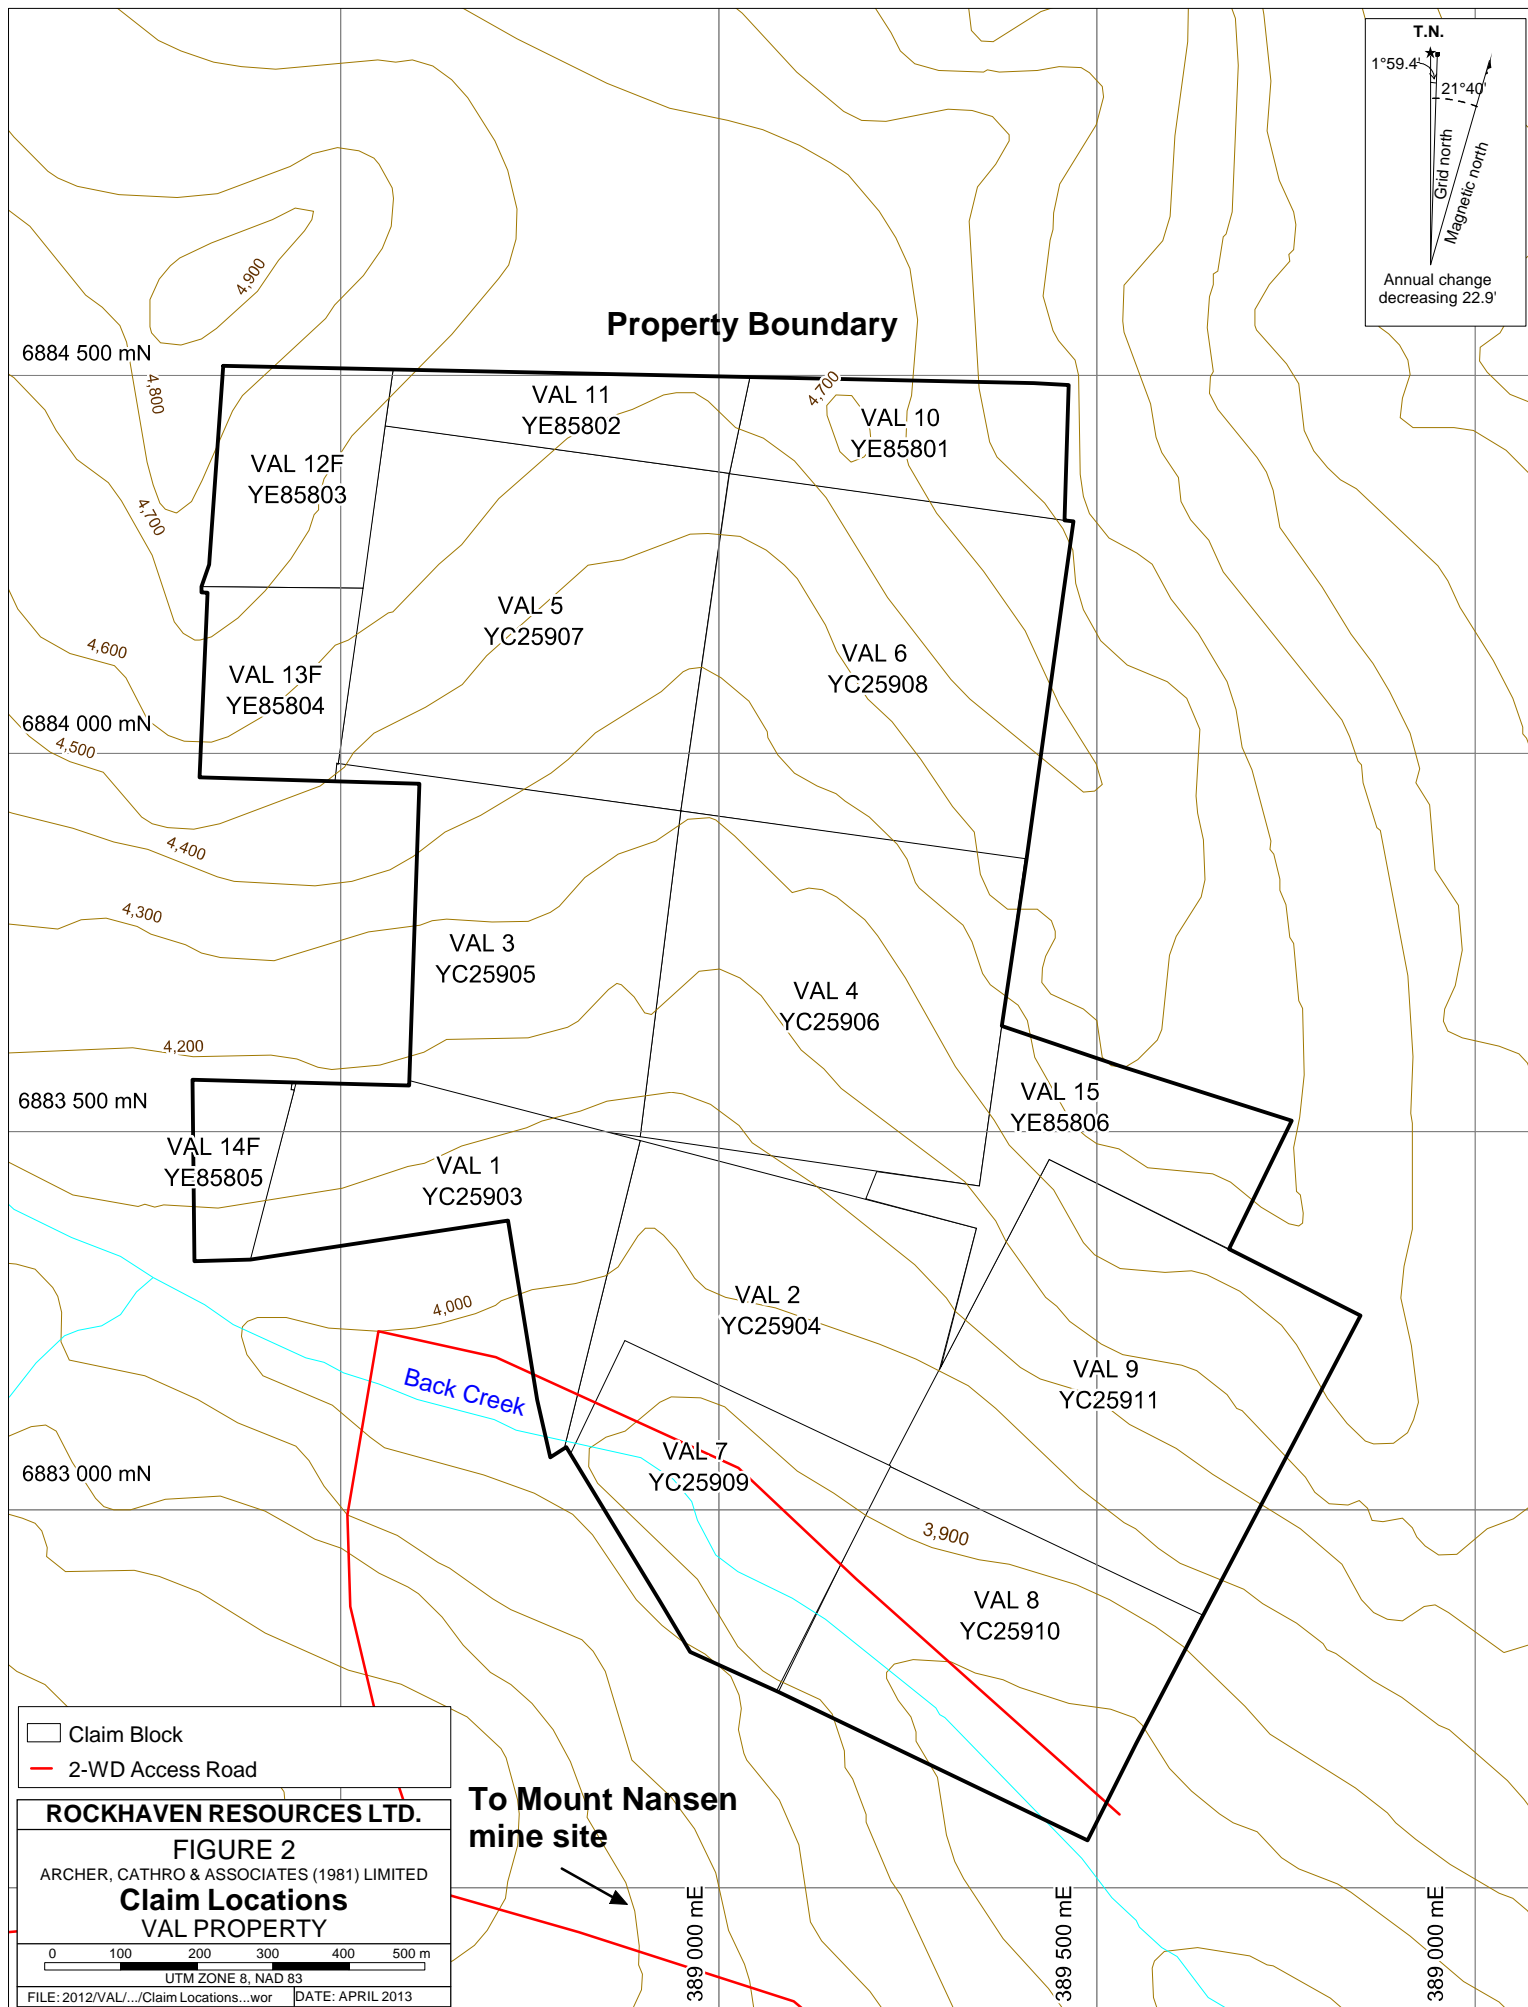 T.N.
1°59.4'
21°40'
Grid north
Magnetic north
Annual change
decreasing 22.9'
4,900
Property Boundary
6884 500 mN
4,800
4,700
VAL 11
YE85802
VAL 10
YE85801
VAL 12F
YE85803
4,700
VAL 5
YC25907
4,600
VAL 6
YC25908
VAL 13F
YE85804
6884 000 mN
4,500
4,400
4,300
VAL 3
YC25905
VAL 4
YC25906
4,200
6883 500 mN
VAL 15
YE85806
VAL 14F
YE85805
VAL 1
YC25903
4,000
VAL 2
YC25904
Back Creek
VAL 9
YC25911
6883 000 mN
VAL 7
YC25909
3,900
VAL 8
YC25910
Claim Block
2-WD Access Road
To Mount Nansen
mine site
ROCKHAVEN RESOURCES LTD.
FIGURE 2
ARCHER, CATHRO & ASSOCIATES (1981) LIMITED
Claim Locations
VAL PROPERTY
0 100 200 300 400 500 m
UTM ZONE 8, NAD 83
FILE: 2012/VAL/.../Claim Locations...wor
DATE: APRIL 2013
389 000 mE
389 500 mE
389 000 mE